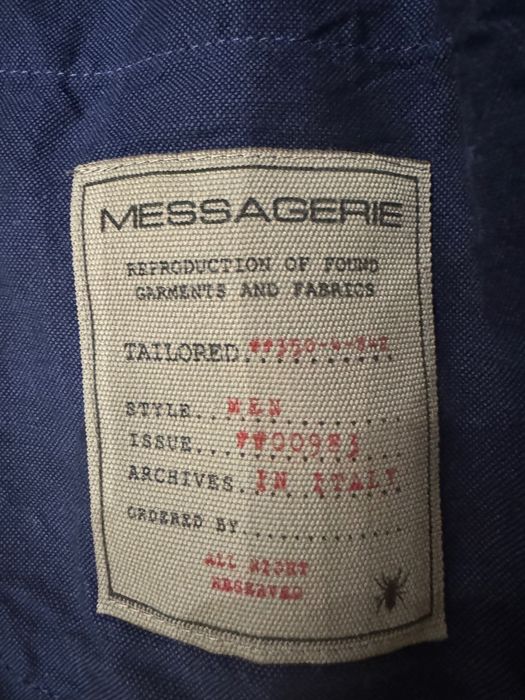 MESSAGERIE
REPRODUCTION OF FOUND
GARMENTS AND FABRICS
TAILORED
STYLE..MEN
ISSUE...
ARCHIVES..IN ITALY
ORDERED BY..............
ALL RIGHT
RESERVED